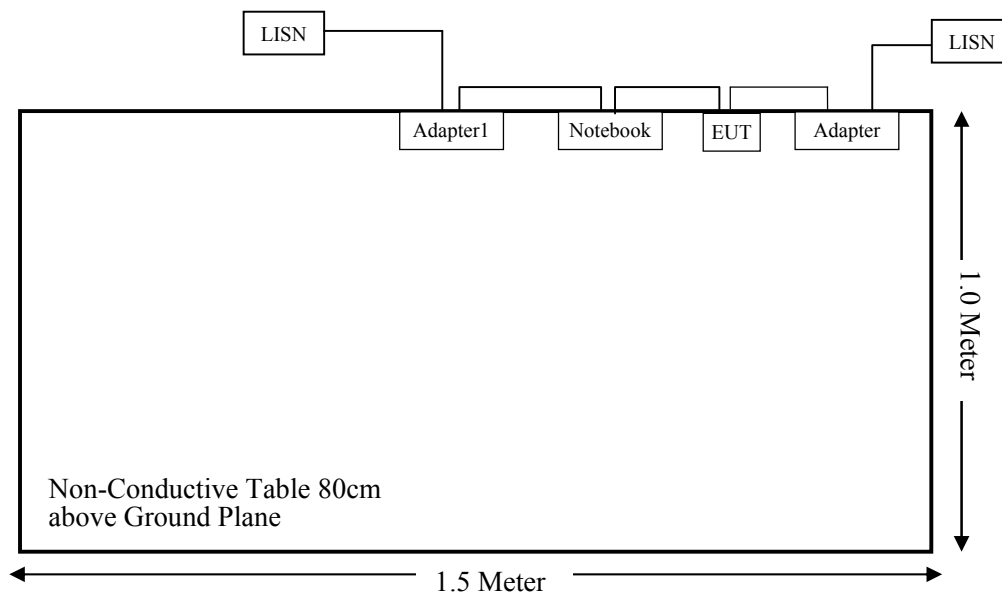 LISN
LISN
Adapter1
Notebook
EUT
Adapter
1.0 Meter
Non-Conductive Table 80cm
above Ground Plane
1.5 Meter